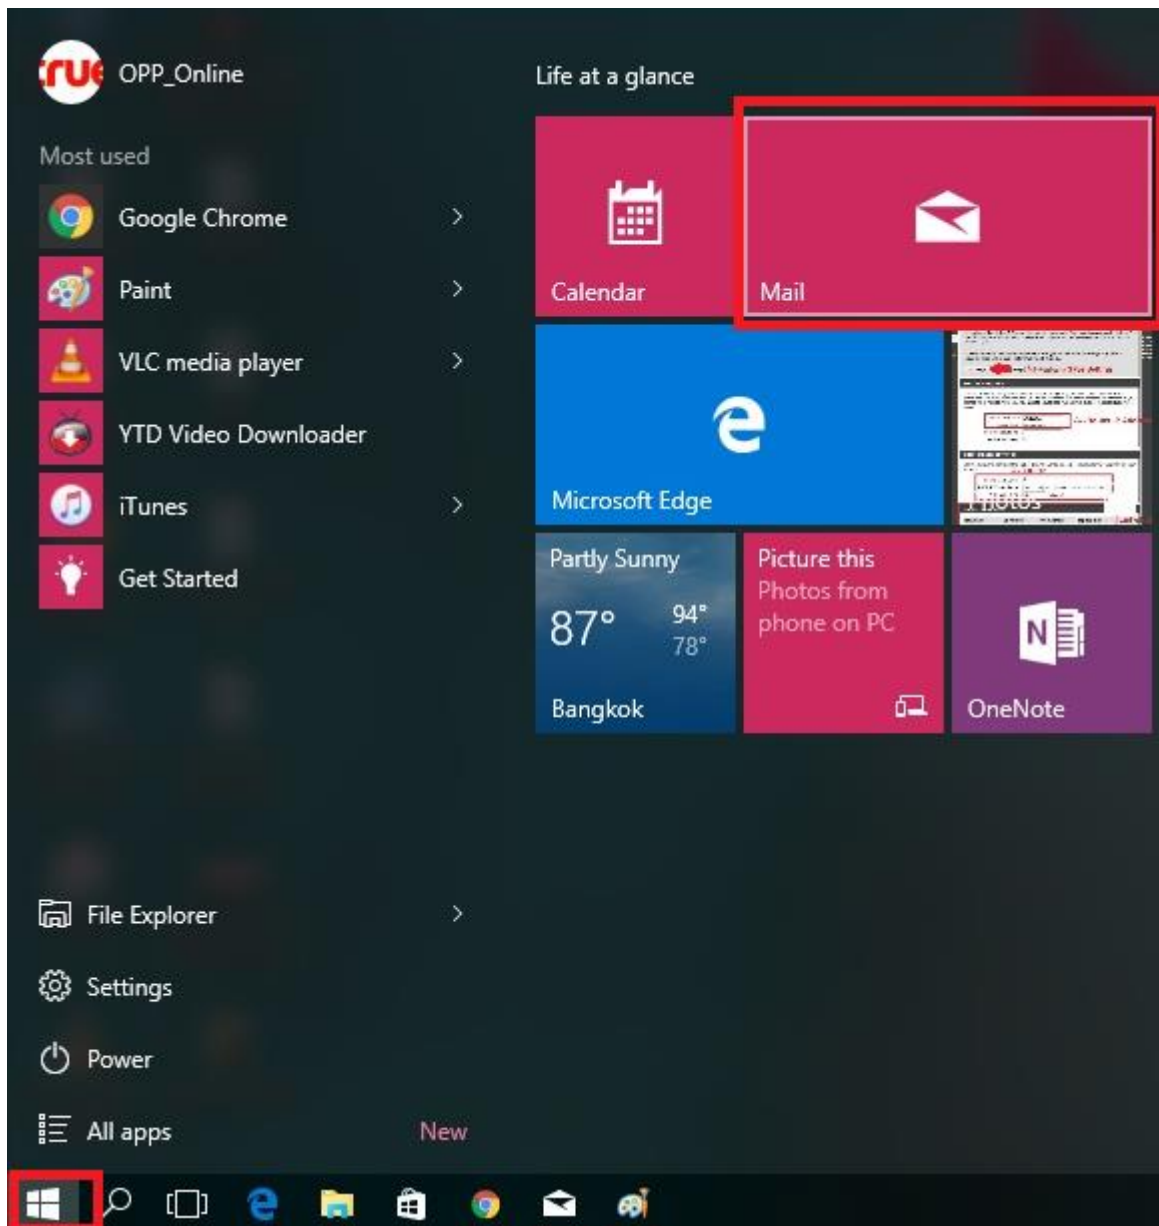 OPP_Online
Most used
Google Chrome
Paint
VLC media player
YTD Video Downloader
iTunes
Get Started
File Explorer
Settings
Power
All apps
New
Life at a glance
Calendar
Mail
Microsoft Edge
Photos
Partly Sunny
87°
94°
78°
Bangkok
Picture this
Photos from
phone on PC
OneNote